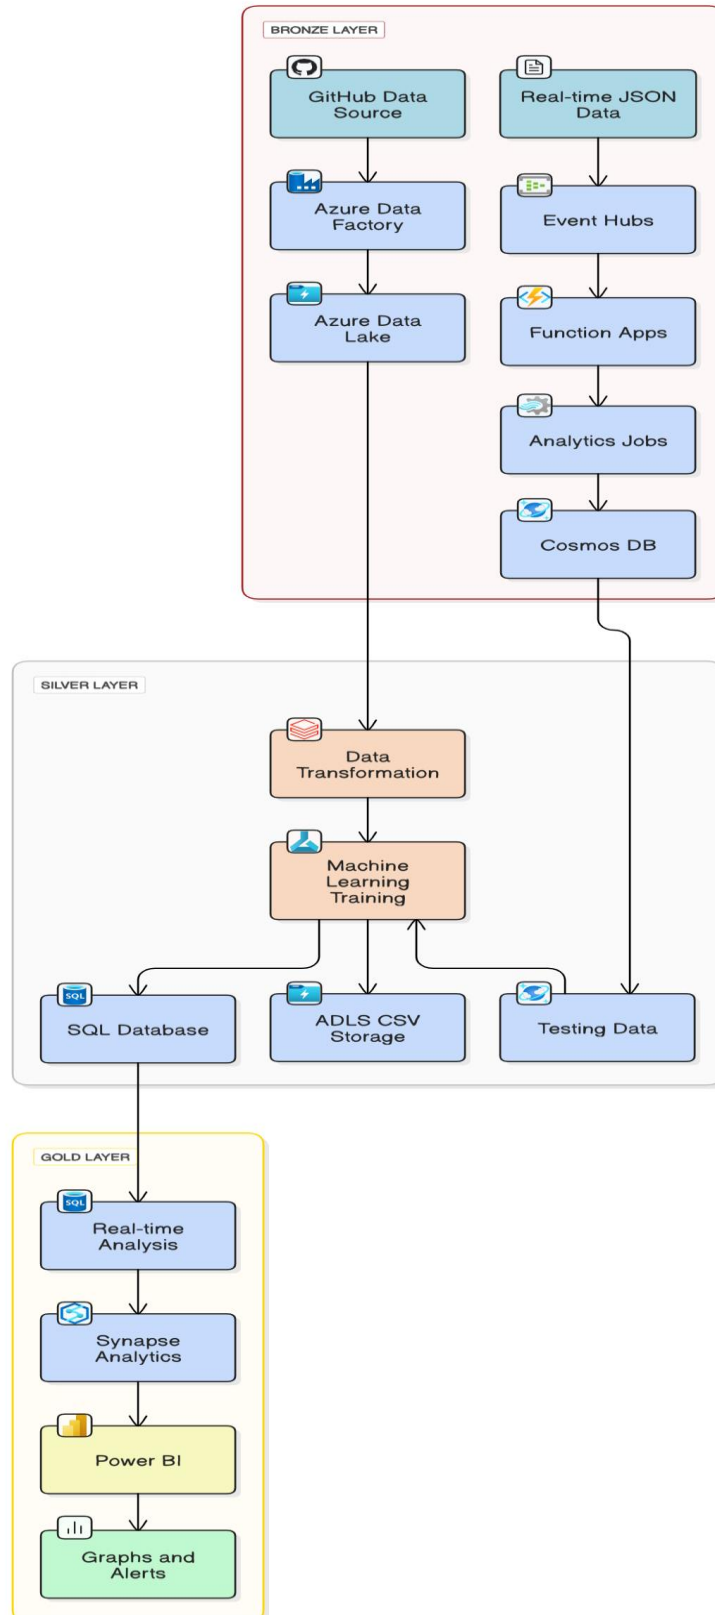 BRONZE LAYER
GitHub Data
Source
Real-time JSON
Data
Azure Data
Factory
Event Hubs
Azure Data
Lake
Function Apps
Analytics Jobs
Cosmos DB
SILVER LAYER
Data
Transformation
Machine
Learning
Training
SQL
SQL Database
ADLS CSV
Storage
Testing Data
GOLD LAYER
SQL
Real-time
Analysis
Synapse
Analytics
Power BI
Graphs and
Alerts